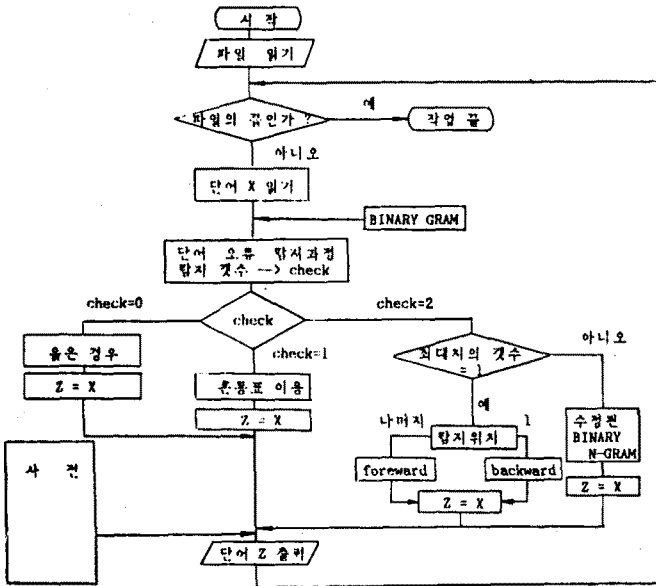 시 작
파일 읽기
파일의 끝인가 ?
예
작업 끝
아니오
단어 X 읽기
BINARY GRAM
단어 오류 탐지과정
탐지 갯수 --> check
check=0
check
check=2
check=1
옳은 경우
Z = X
혼동표 이용
Z = X
최대치의 갯수
= 1
아니오
예
나머지
탐지위치
1
foreward
backward
Z = X
수정된
BINARY
N-GRAM
Z = X
사 전
단어 Z 출력